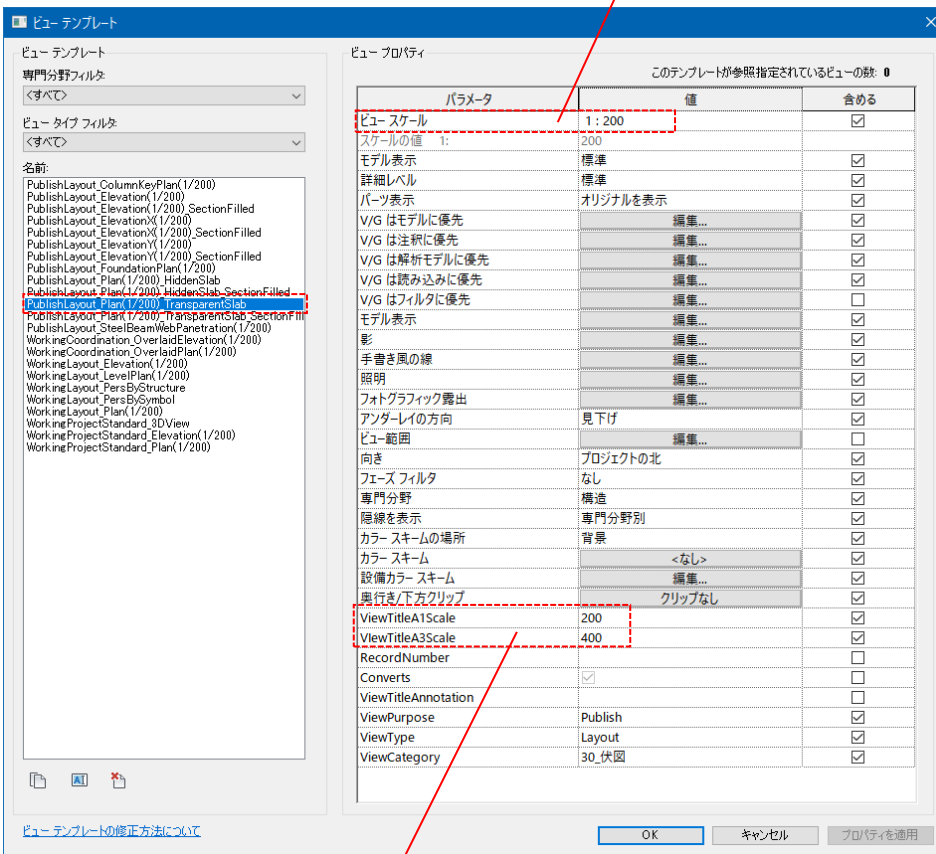 ビュー テンプレート
ビュー テンプレート
専門分野フィルタ:
<すべて>
ビュー タイプ フィルタ:
<すべて>
名前:
PublishLayout_ColumnKeyPlan(1/200)
PublishLayout_Elevation(1/200)
PublishLayout_Elevation(1/200)_SectionFilled
PublishLayout_ElevationX(1/200)
PublishLayout_ElevationX(1/200)_SectionFilled
PublishLayout_ElevationY(1/200)
PublishLayout_ElevationY(1/200)_SectionFilled
PublishLayout_FoundationPlan(1/200)
PublishLayout_Plan(1/200)_HiddenSlab
PublishLayout_Plan(1/200)_HiddenSlab_SectionFilled
PublishLayout_Plan(1/200)_TransparentSlab
PublishLayout_Plan(1/200)_TransparentSlab_SectionFill
PublishLayout_SteelBeamWebPanetration(1/200)
WorkingCoordination_OverlaidElevation(1/200)
WorkingCoordination_OverlaidPlan(1/200)
WorkingLayout_Elevation(1/200)
WorkingLayout_LevelPlan(1/200)
WorkingLayout_PersByStructure
WorkingLayout_PersBySymbol
WorkingLayout_Plan(1/200)
WorkingProjectStandard_3DView
WorkingProjectStandard_Elevation(1/200)
WorkingProjectStandard_Plan(1/200)
ビュー テンプレートの修正方法について
ビュー プロパティ
このテンプレートが参照指定されているビューの数: 0
パラメータ 値 含める
ビュー スケール 1 : 200
スケールの値 1: 200
モデル表示 標準
詳細レベル 標準
パーツ表示 オリジナルを表示
V/G はモデルに優先 編集...
V/G は注釈に優先 編集...
V/G は解析モデルに優先 編集...
V/G は読み込みに優先 編集...
V/G はフィルタに優先 編集...
モデル表示 編集...
影 編集...
手書き風の線 編集...
照明 編集...
フォトグラフィック露出 編集...
アンダーレイの方向 見下げ
ビュー範囲 編集...
向き プロジェクトの北
フェーズ フィルタ なし
専門分野 構造
隠線を表示 専門分野別
カラー スキームの場所 背景
カラー スキーム <なし>
設備カラー スキーム 編集...
奥行き/下方クリップ クリップなし
ViewTitleA1Scale 200
VIewTitleA3Scale 400
RecordNumber
Converts
ViewTitleAnnotation
ViewPurpose Publish
ViewType Layout
ViewCategory 30_伏図
OK キャンセル プロパティを適用